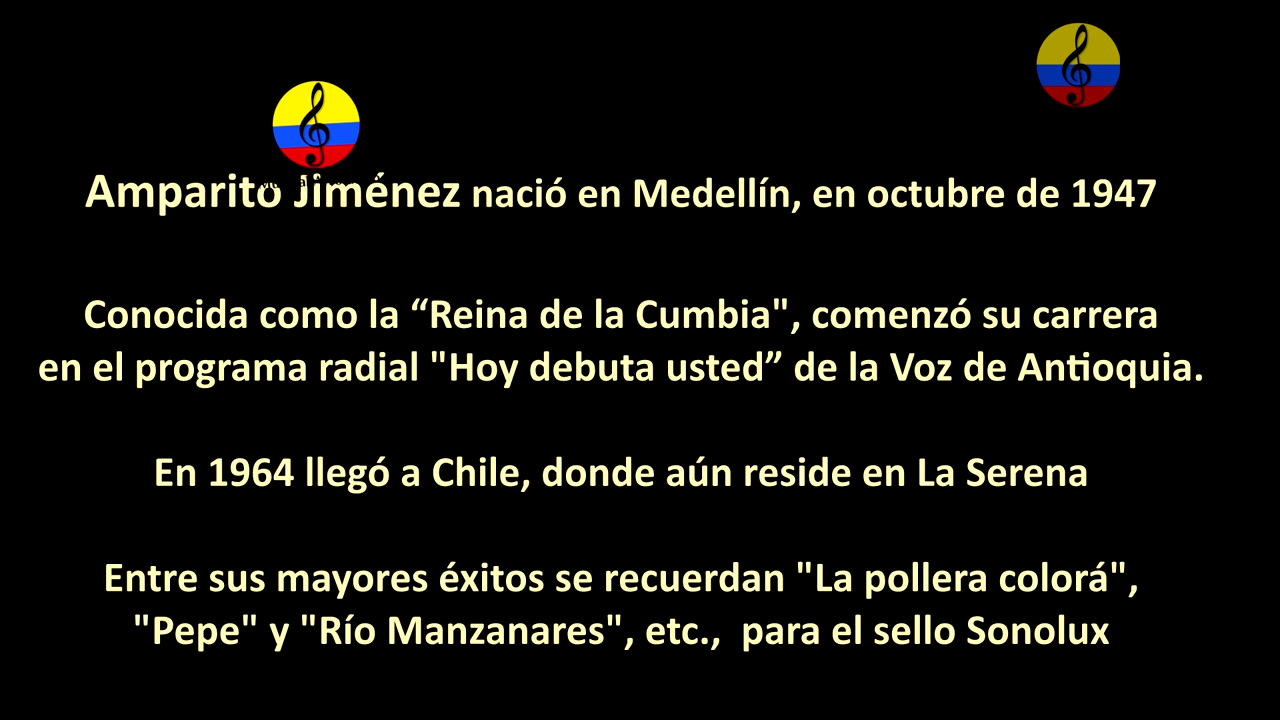 Amparito Jiménez nació en Medellín, en octubre de 1947
Conocida como la “Reina de la Cumbia", comenzó su carrera
en el programa radial "Hoy debuta usted” de la Voz de Antioquia.
En 1964 llegó a Chile, donde aún reside en La Serena
Entre sus mayores éxitos se recuerdan "La pollera colorá",
"Pepe" y "Río Manzanares", etc., para el sello Sonolux